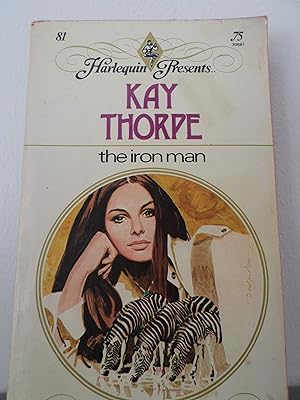 81
.75
Harlequin Presents..
KAY
THORPE
the iron man